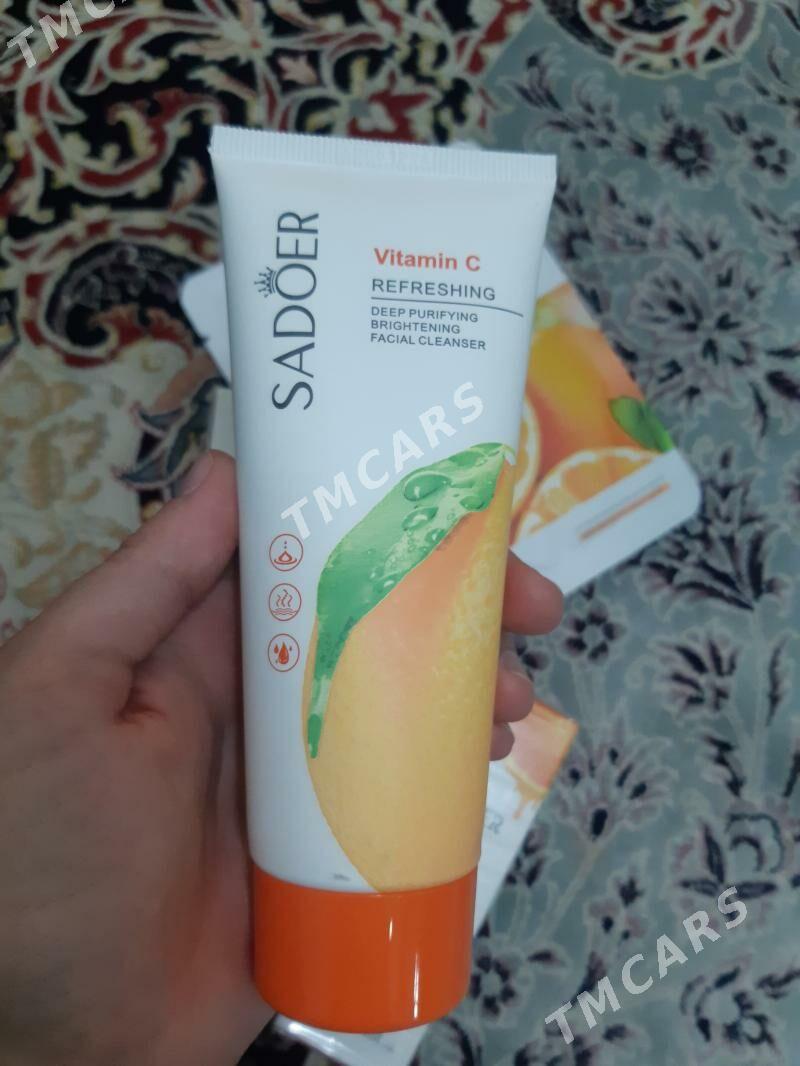 TMCARS
SADOER
Vitamin C
REFRESHING
DEEP PURIFYING
BRIGHTENING
FACIAL CLEANSER
TMCARS
TMCARS